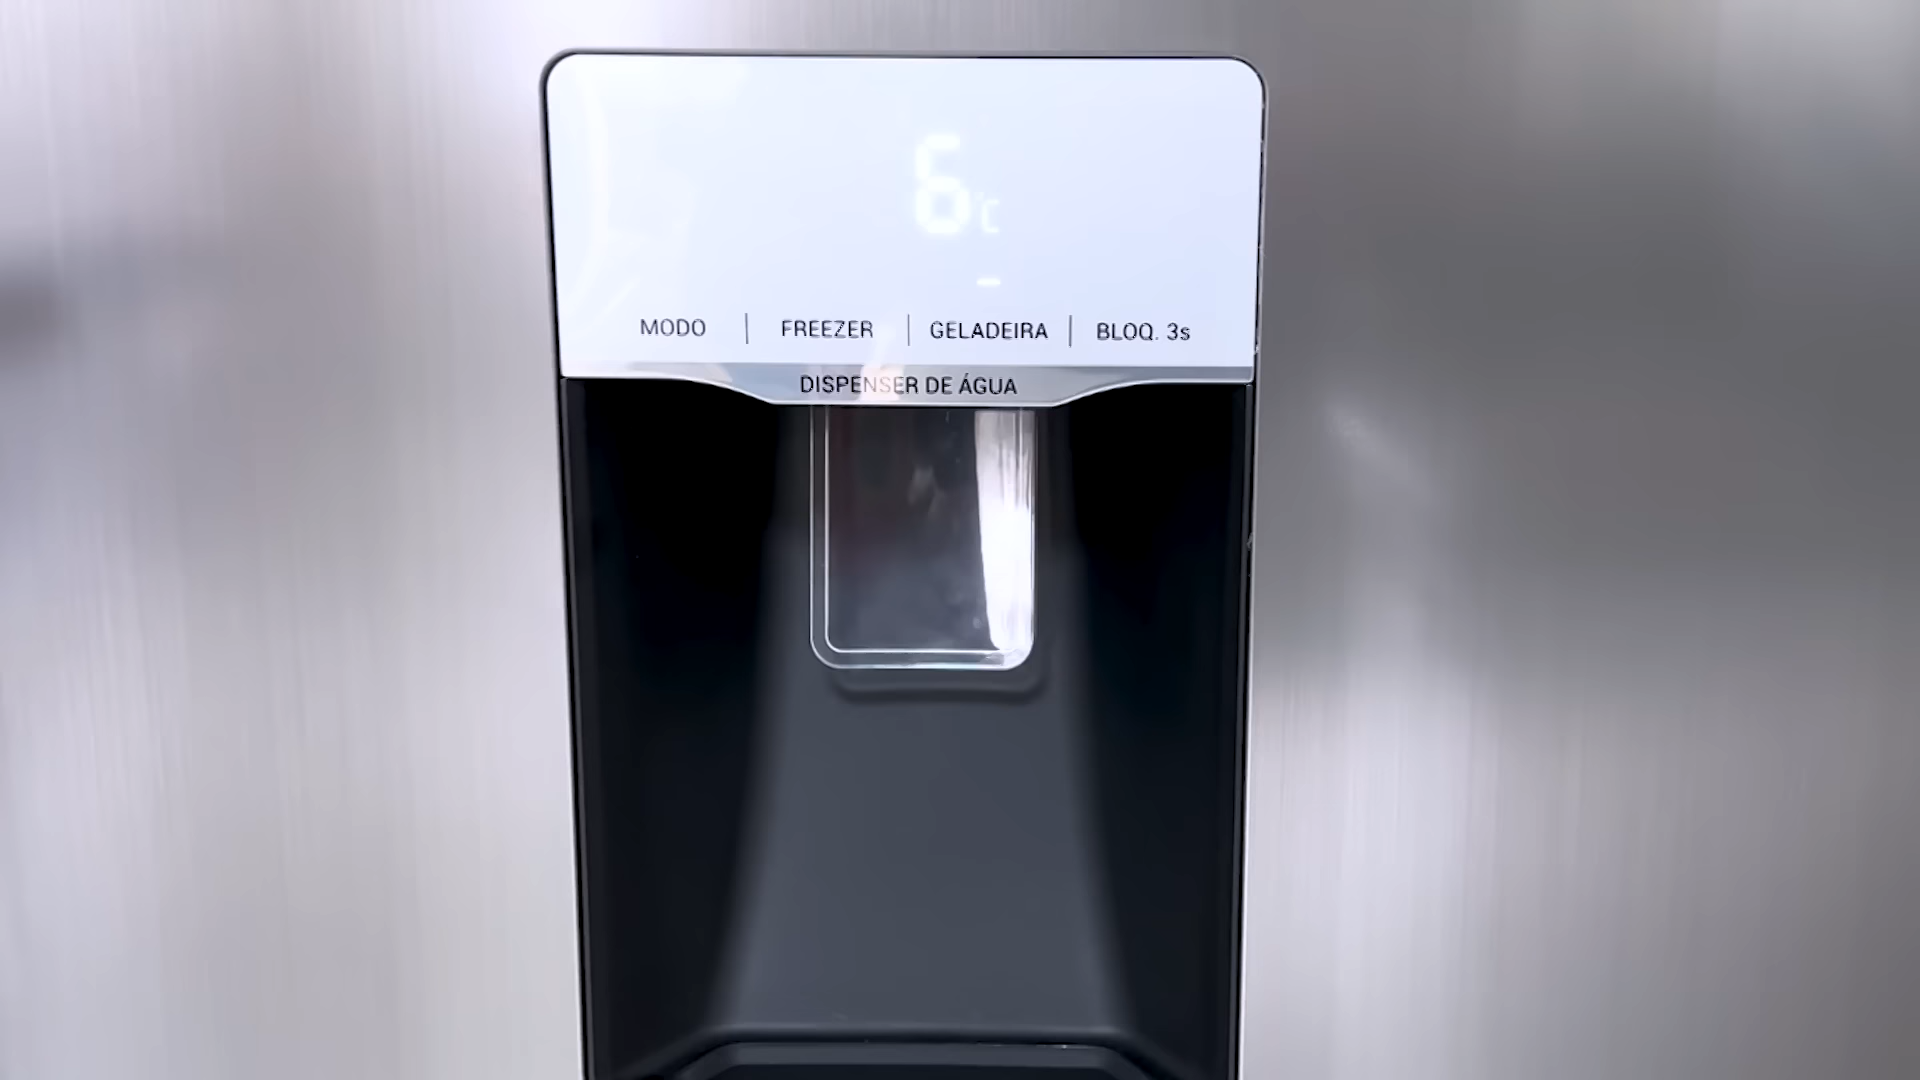 6°C
MODO | FREEZER | GELADEIRA | BLOQ. 3s
DISPENSER DE ÁGUA